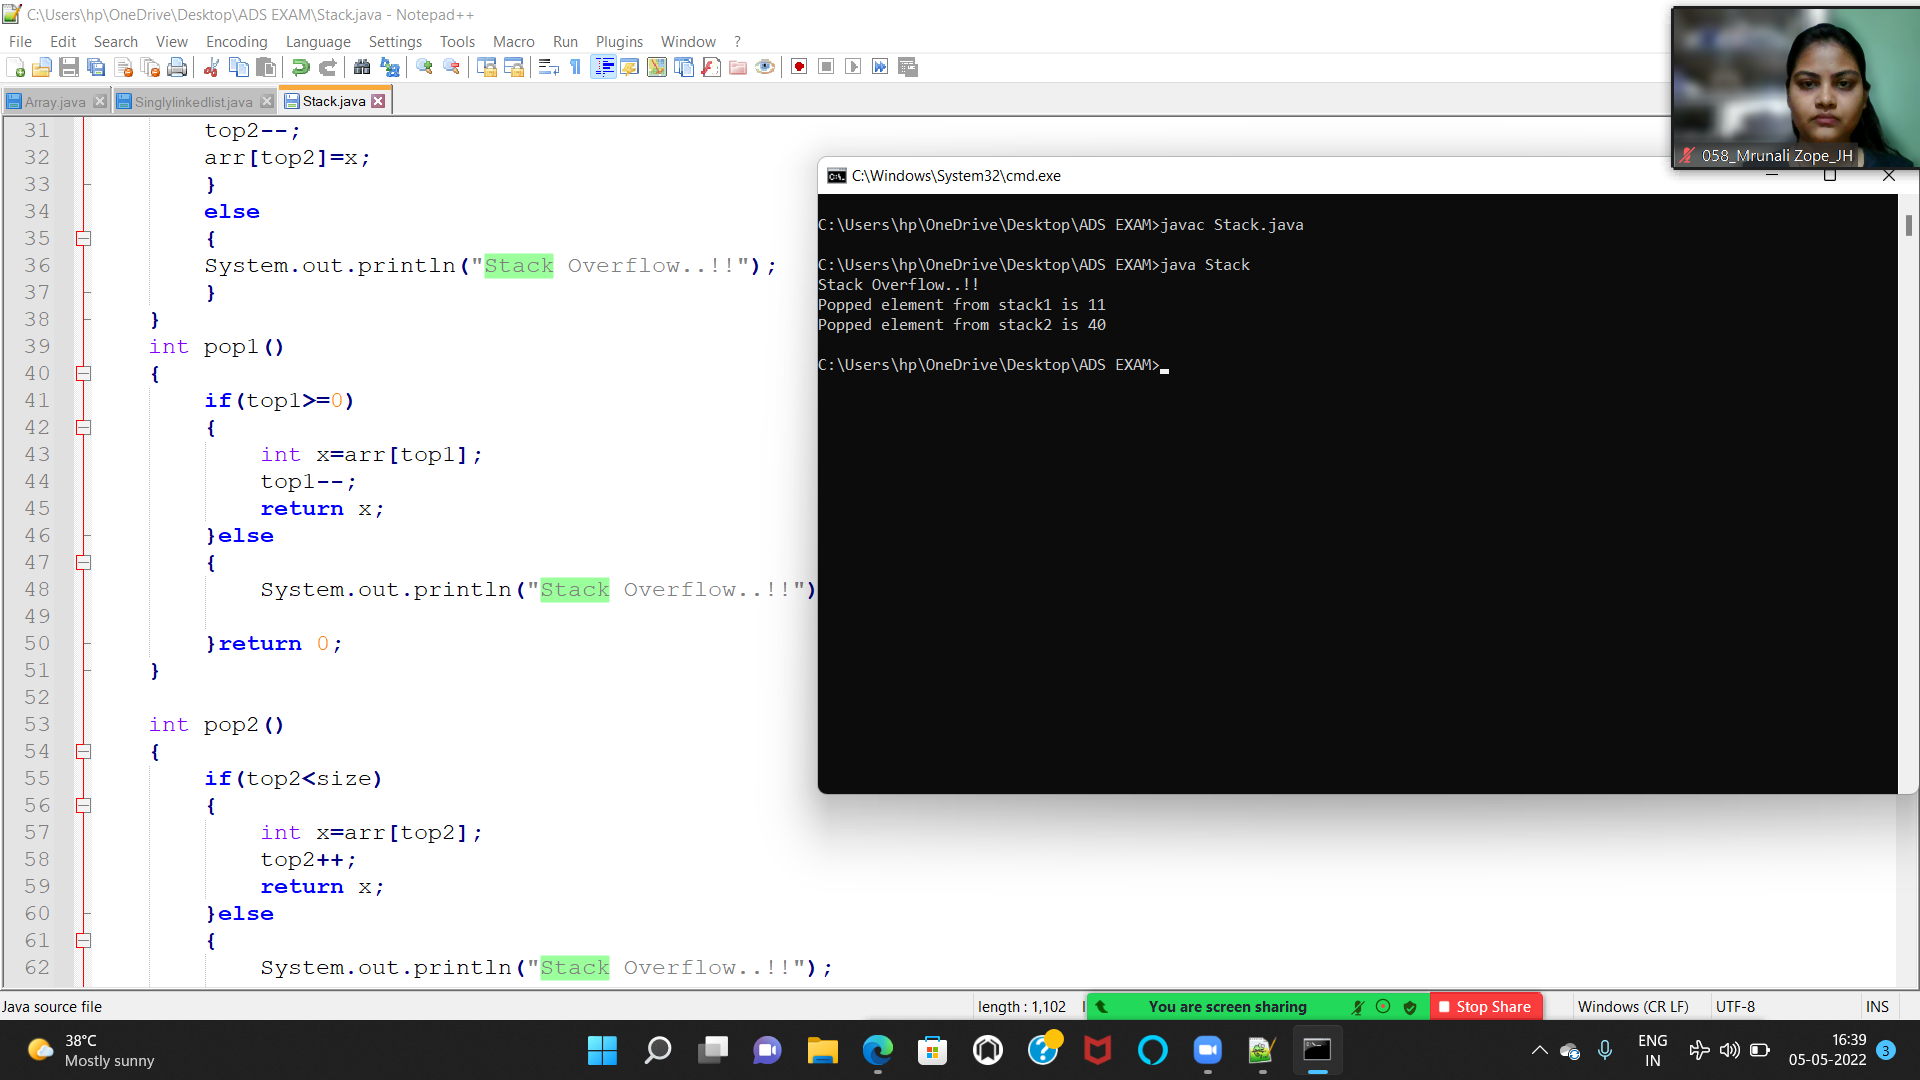 C:\Users\hp\OneDrive\Desktop\ADS EXAM\Stack.java - Notepad++
File Edit Search View Encoding Language Settings Tools Macro Run Plugins Window ?
Array.java Singlylinkedlist.java Stack.java
31 top2--;
32 arr[top2]=x;
33 }
34 else
35 {
36 System.out.println("Stack Overflow..!!");
37 }
38 }
39 int pop1()
40 {
41 if(top1>=0)
42 {
43 int x=arr[top1];
44 top1--;
45 return x;
46 }else
47 {
48 System.out.println("Stack Overflow..!!")
49
50 }return 0;
51 }
52
53 int pop2()
54 {
55 if(top2<size)
56 {
57 int x=arr[top2];
58 top2++;
59 return x;
60 }else
61 {
62 System.out.println("Stack Overflow..!!");
058_Mrunali Zope_JH
C:\Windows\System32\cmd.exe
C:\Users\hp\OneDrive\Desktop\ADS EXAM>javac Stack.java
C:\Users\hp\OneDrive\Desktop\ADS EXAM>java Stack
Stack Overflow..!!
Popped element from stack1 is 11
Popped element from stack2 is 40
C:\Users\hp\OneDrive\Desktop\ADS EXAM>
Java source file length : 1,102 You are screen sharing Stop Share Windows (CR LF) UTF-8 INS
38°C
Mostly sunny
ENG
IN
16:39
05-05-2022
3